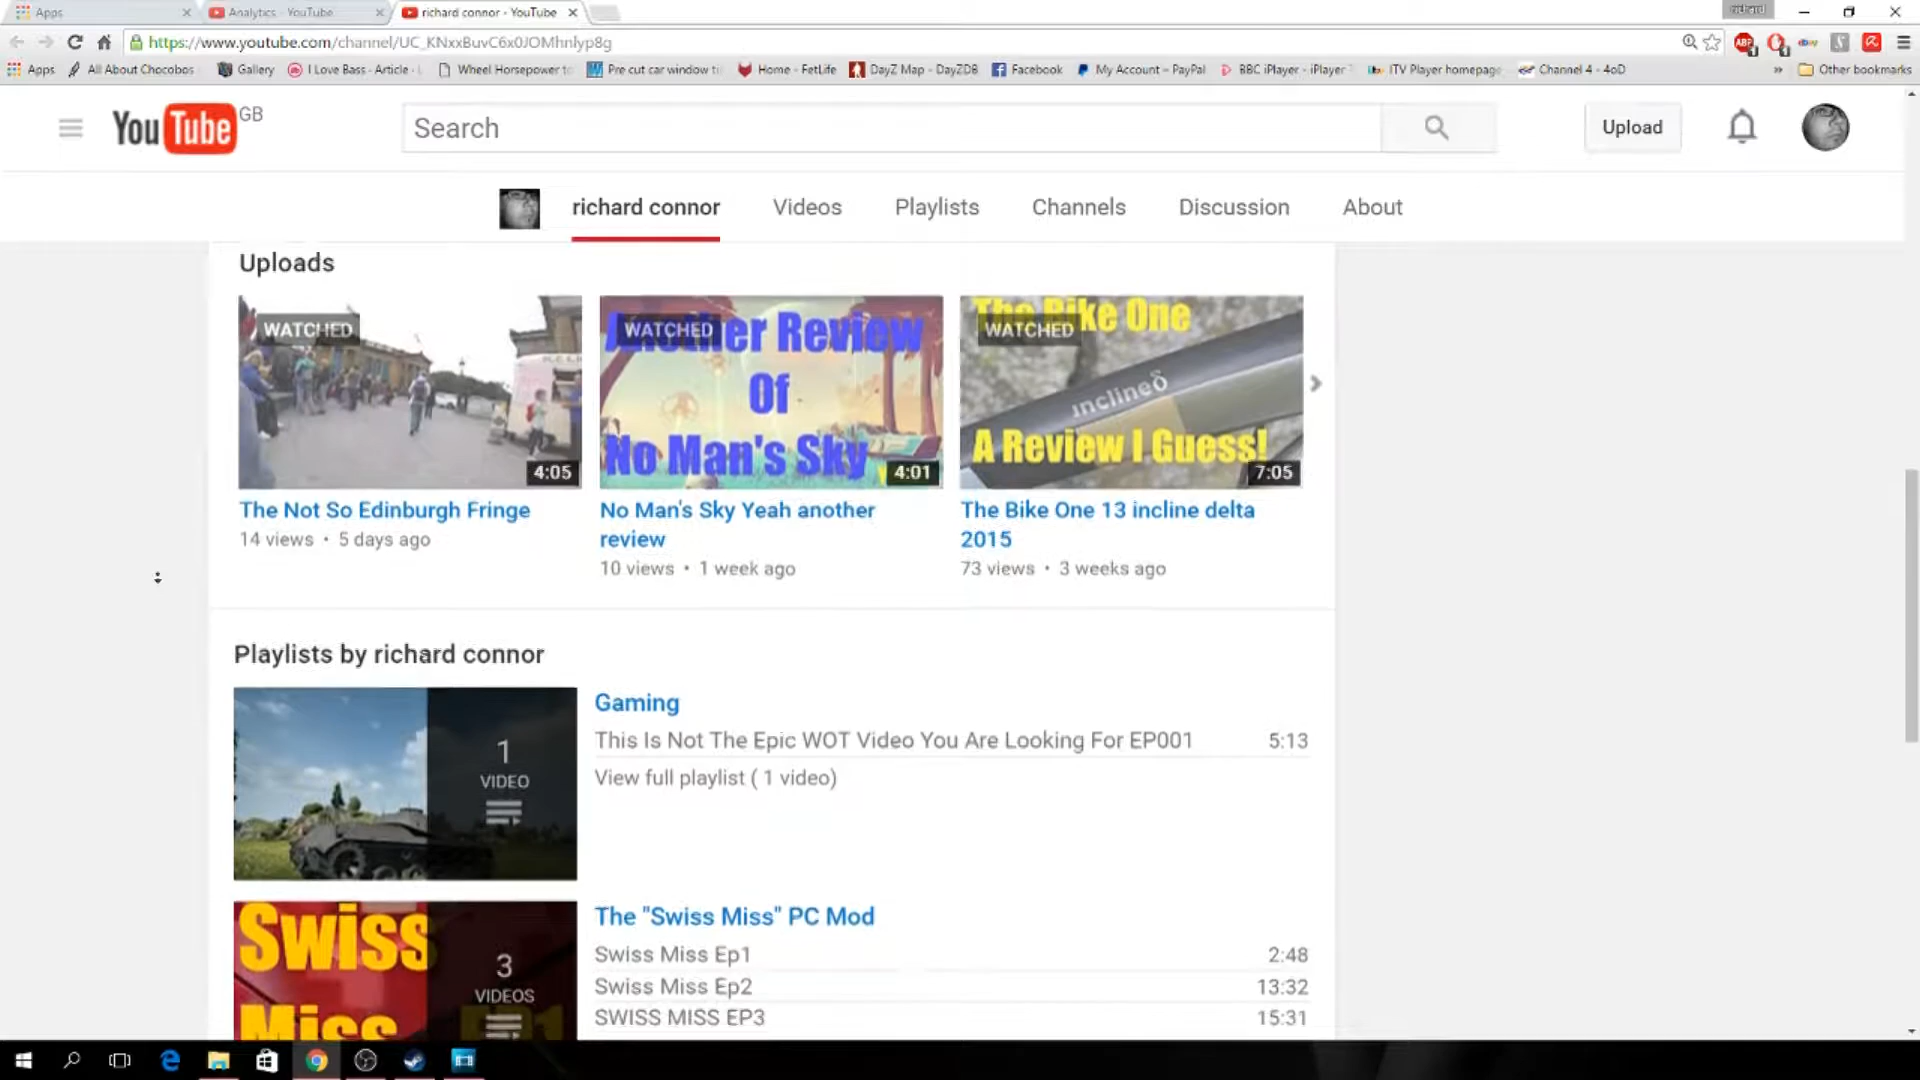 Apps
Analytics - YouTube
richard connor - YouTube
richard
https://www.youtube.com/channel/UC_KNxxBuvC6x0JOMhnlyp8g
ABP
ebay
Apps
All About Chocobos
Gallery
I Love Bass - Article -
Wheel Horsepower to
Pre cut car window ti
Home - FetLife
DayZ Map - DayZDB
Facebook
My Account - PayPal
BBC iPlayer - iPlayer
ITV Player homepage
Channel 4 - 4oD
Other bookmarks
YouTube GB
Search
Upload
richard connor
Videos
Playlists
Channels
Discussion
About
Uploads
WATCHED
4:05
WATCHED
Another Review
Of
No Man's Sky
4:01
The Bike One
WATCHED
inclineδ
A Review I Guess!
7:05
The Not So Edinburgh Fringe
14 views • 5 days ago
No Man's Sky Yeah another
review
10 views • 1 week ago
The Bike One 13 incline delta
2015
73 views • 3 weeks ago
Playlists by richard connor
1
VIDEO
Gaming
This Is Not The Epic WOT Video You Are Looking For EP001 5:13
View full playlist ( 1 video)
Swiss
Miss
EP1
3
VIDEOS
The "Swiss Miss" PC Mod
Swiss Miss Ep1 2:48
Swiss Miss Ep2 13:32
SWISS MISS EP3 15:31